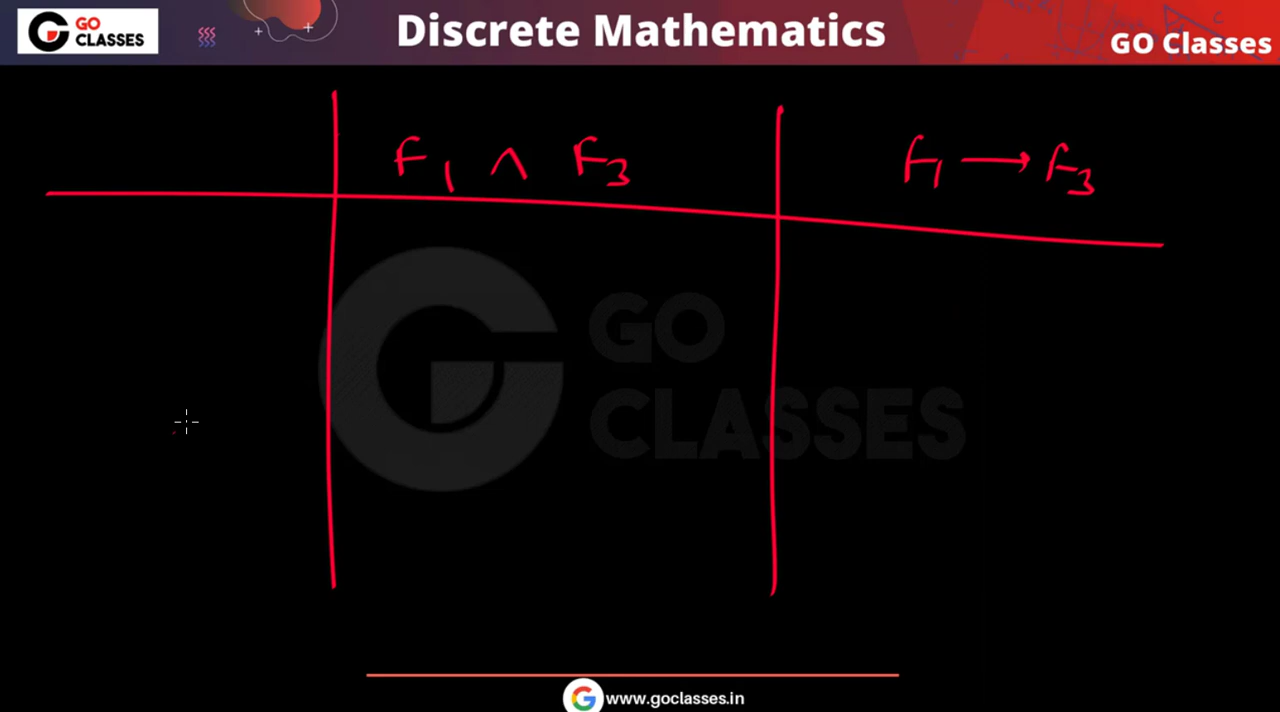 GO
CLASSES
Discrete Mathematics
GO Classes
F₁ ∧ F₃
F₁ → F₃
GO
CLASSES
www.goclasses.in